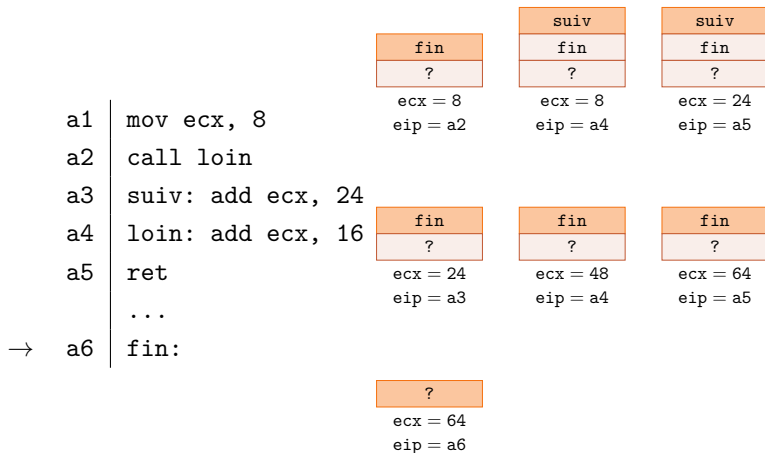 a1 mov ecx, 8
a2 call loin
a3 suiv: add ecx, 24
a4 loin: add ecx, 16
a5 ret
...
→ a6 fin:
fin
?
ecx = 8
eip = a2
suiv
fin
?
ecx = 8
eip = a4
suiv
fin
?
ecx = 24
eip = a5
fin
?
ecx = 24
eip = a3
fin
?
ecx = 48
eip = a4
fin
?
ecx = 64
eip = a5
?
ecx = 64
eip = a6